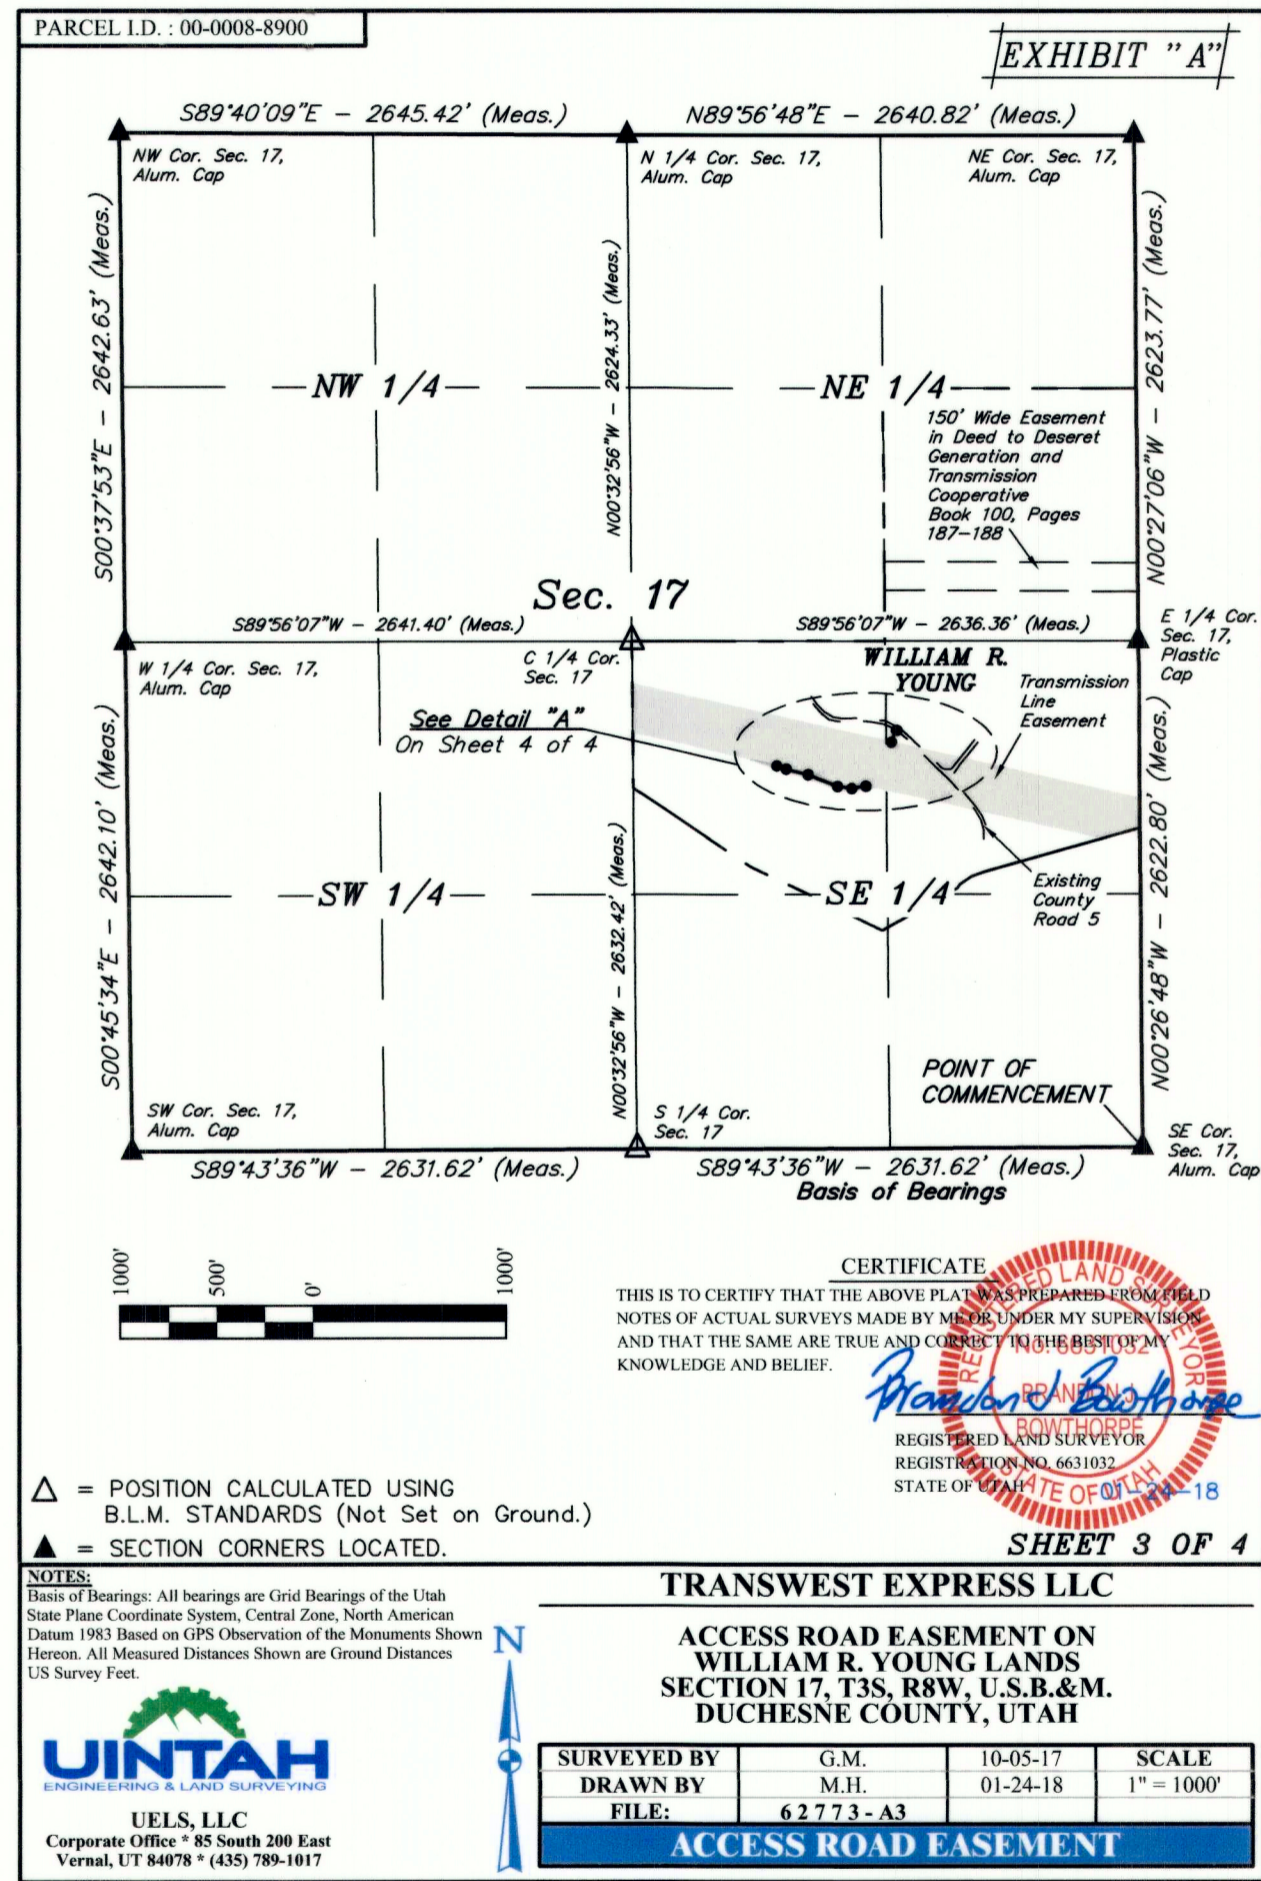 PARCEL I.D. : 00-0008-8900
EXHIBIT "A"
S89°40'09"E - 2645.42' (Meas.)
N89°56'48"E - 2640.82' (Meas.)
NW Cor. Sec. 17,
Alum. Cap
N 1/4 Cor. Sec. 17,
Alum. Cap
NE Cor. Sec. 17,
Alum. Cap
S00°37'53"E - 2642.63' (Meas.)
N00°32'56"W - 2624.33' (Meas.)
N00°27'06"W - 2623.77' (Meas.)
NW 1/4
NE 1/4
150' Wide Easement
in Deed to Deseret
Generation and
Transmission
Cooperative
Book 100, Pages
187-188
Sec. 17
S89°56'07"W - 2641.40' (Meas.)
S89°56'07"W - 2636.36' (Meas.)
E 1/4 Cor.
Sec. 17,
Plastic
Cap
W 1/4 Cor. Sec. 17,
Alum. Cap
C 1/4 Cor.
Sec. 17
WILLIAM R.
YOUNG
Transmission
Line
Easement
See Detail "A"
On Sheet 4 of 4
S00°45'34"E - 2642.10' (Meas.)
N00°32'56"W - 2632.42' (Meas.)
N00°26'48"W - 2622.80' (Meas.)
SW 1/4
SE 1/4
Existing
County
Road 5
POINT OF
COMMENCEMENT
SW Cor. Sec. 17,
Alum. Cap
S 1/4 Cor.
Sec. 17
SE Cor.
Sec. 17,
Alum. Cap
S89°43'36"W - 2631.62' (Meas.)
S89°43'36"W - 2631.62' (Meas.)
Basis of Bearings
1000' 500' 0' 1000'
CERTIFICATE
THIS IS TO CERTIFY THAT THE ABOVE PLAT WAS PREPARED FROM FIELD
NOTES OF ACTUAL SURVEYS MADE BY ME OR UNDER MY SUPERVISION
AND THAT THE SAME ARE TRUE AND CORRECT TO THE BEST OF MY
KNOWLEDGE AND BELIEF.
REGISTERED LAND SURVEYOR
No. 6631032
BRANDON J.
BOWTHORPE
STATE OF UTAH
Brandon J Bowthorpe
REGISTERED LAND SURVEYOR
REGISTRATION NO. 6631032
STATE OF UTAH
01-24-18
△ = POSITION CALCULATED USING
B.L.M. STANDARDS (Not Set on Ground.)
▲ = SECTION CORNERS LOCATED.
SHEET 3 OF 4
NOTES:
Basis of Bearings: All bearings are Grid Bearings of the Utah
State Plane Coordinate System, Central Zone, North American
Datum 1983 Based on GPS Observation of the Monuments Shown
Hereon. All Measured Distances Shown are Ground Distances
US Survey Feet.
N
UINTAH
ENGINEERING & LAND SURVEYING
UELS, LLC
Corporate Office * 85 South 200 East
Vernal, UT 84078 * (435) 789-1017
TRANSWEST EXPRESS LLC
ACCESS ROAD EASEMENT ON
WILLIAM R. YOUNG LANDS
SECTION 17, T3S, R8W, U.S.B.&M.
DUCHESNE COUNTY, UTAH
SURVEYED BY G.M. 10-05-17 SCALE
DRAWN BY M.H. 01-24-18 1" = 1000'
FILE: 62773-A3
ACCESS ROAD EASEMENT